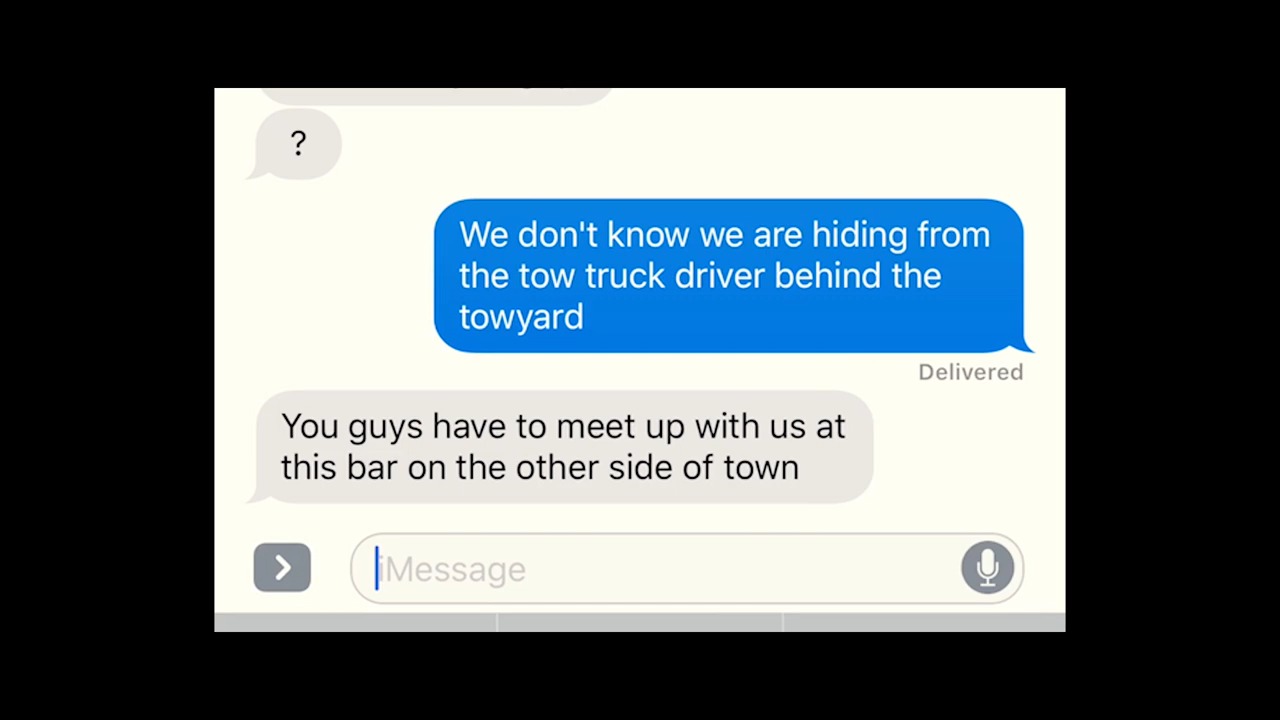 ?
We don't know we are hiding from
the tow truck driver behind the
towyard
Delivered
You guys have to meet up with us at
this bar on the other side of town
iMessage